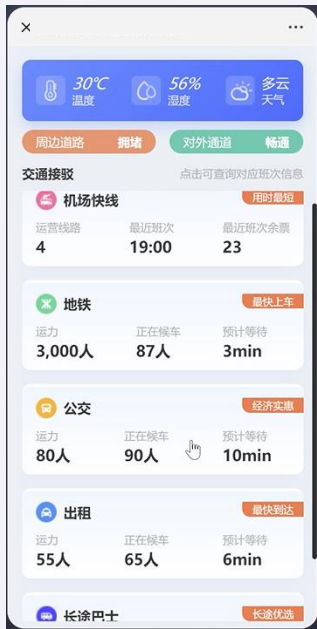 30℃
温度
56%
湿度
多云
天气
周边道路 拥堵
对外通道 畅通
交通接驳
点击可查询对应班次信息
机场快线
用时最短
运营线路 最近班次 最近班次余票
4 19:00 23
地铁
最快上车
运力 正在候车 预计等待
3,000人 87人 3min
公交
经济实惠
运力 正在候车 预计等待
80人 90人 10min
出租
最快到达
运力 正在候车 预计等待
55人 65人 6min
长途巴士
长途优选